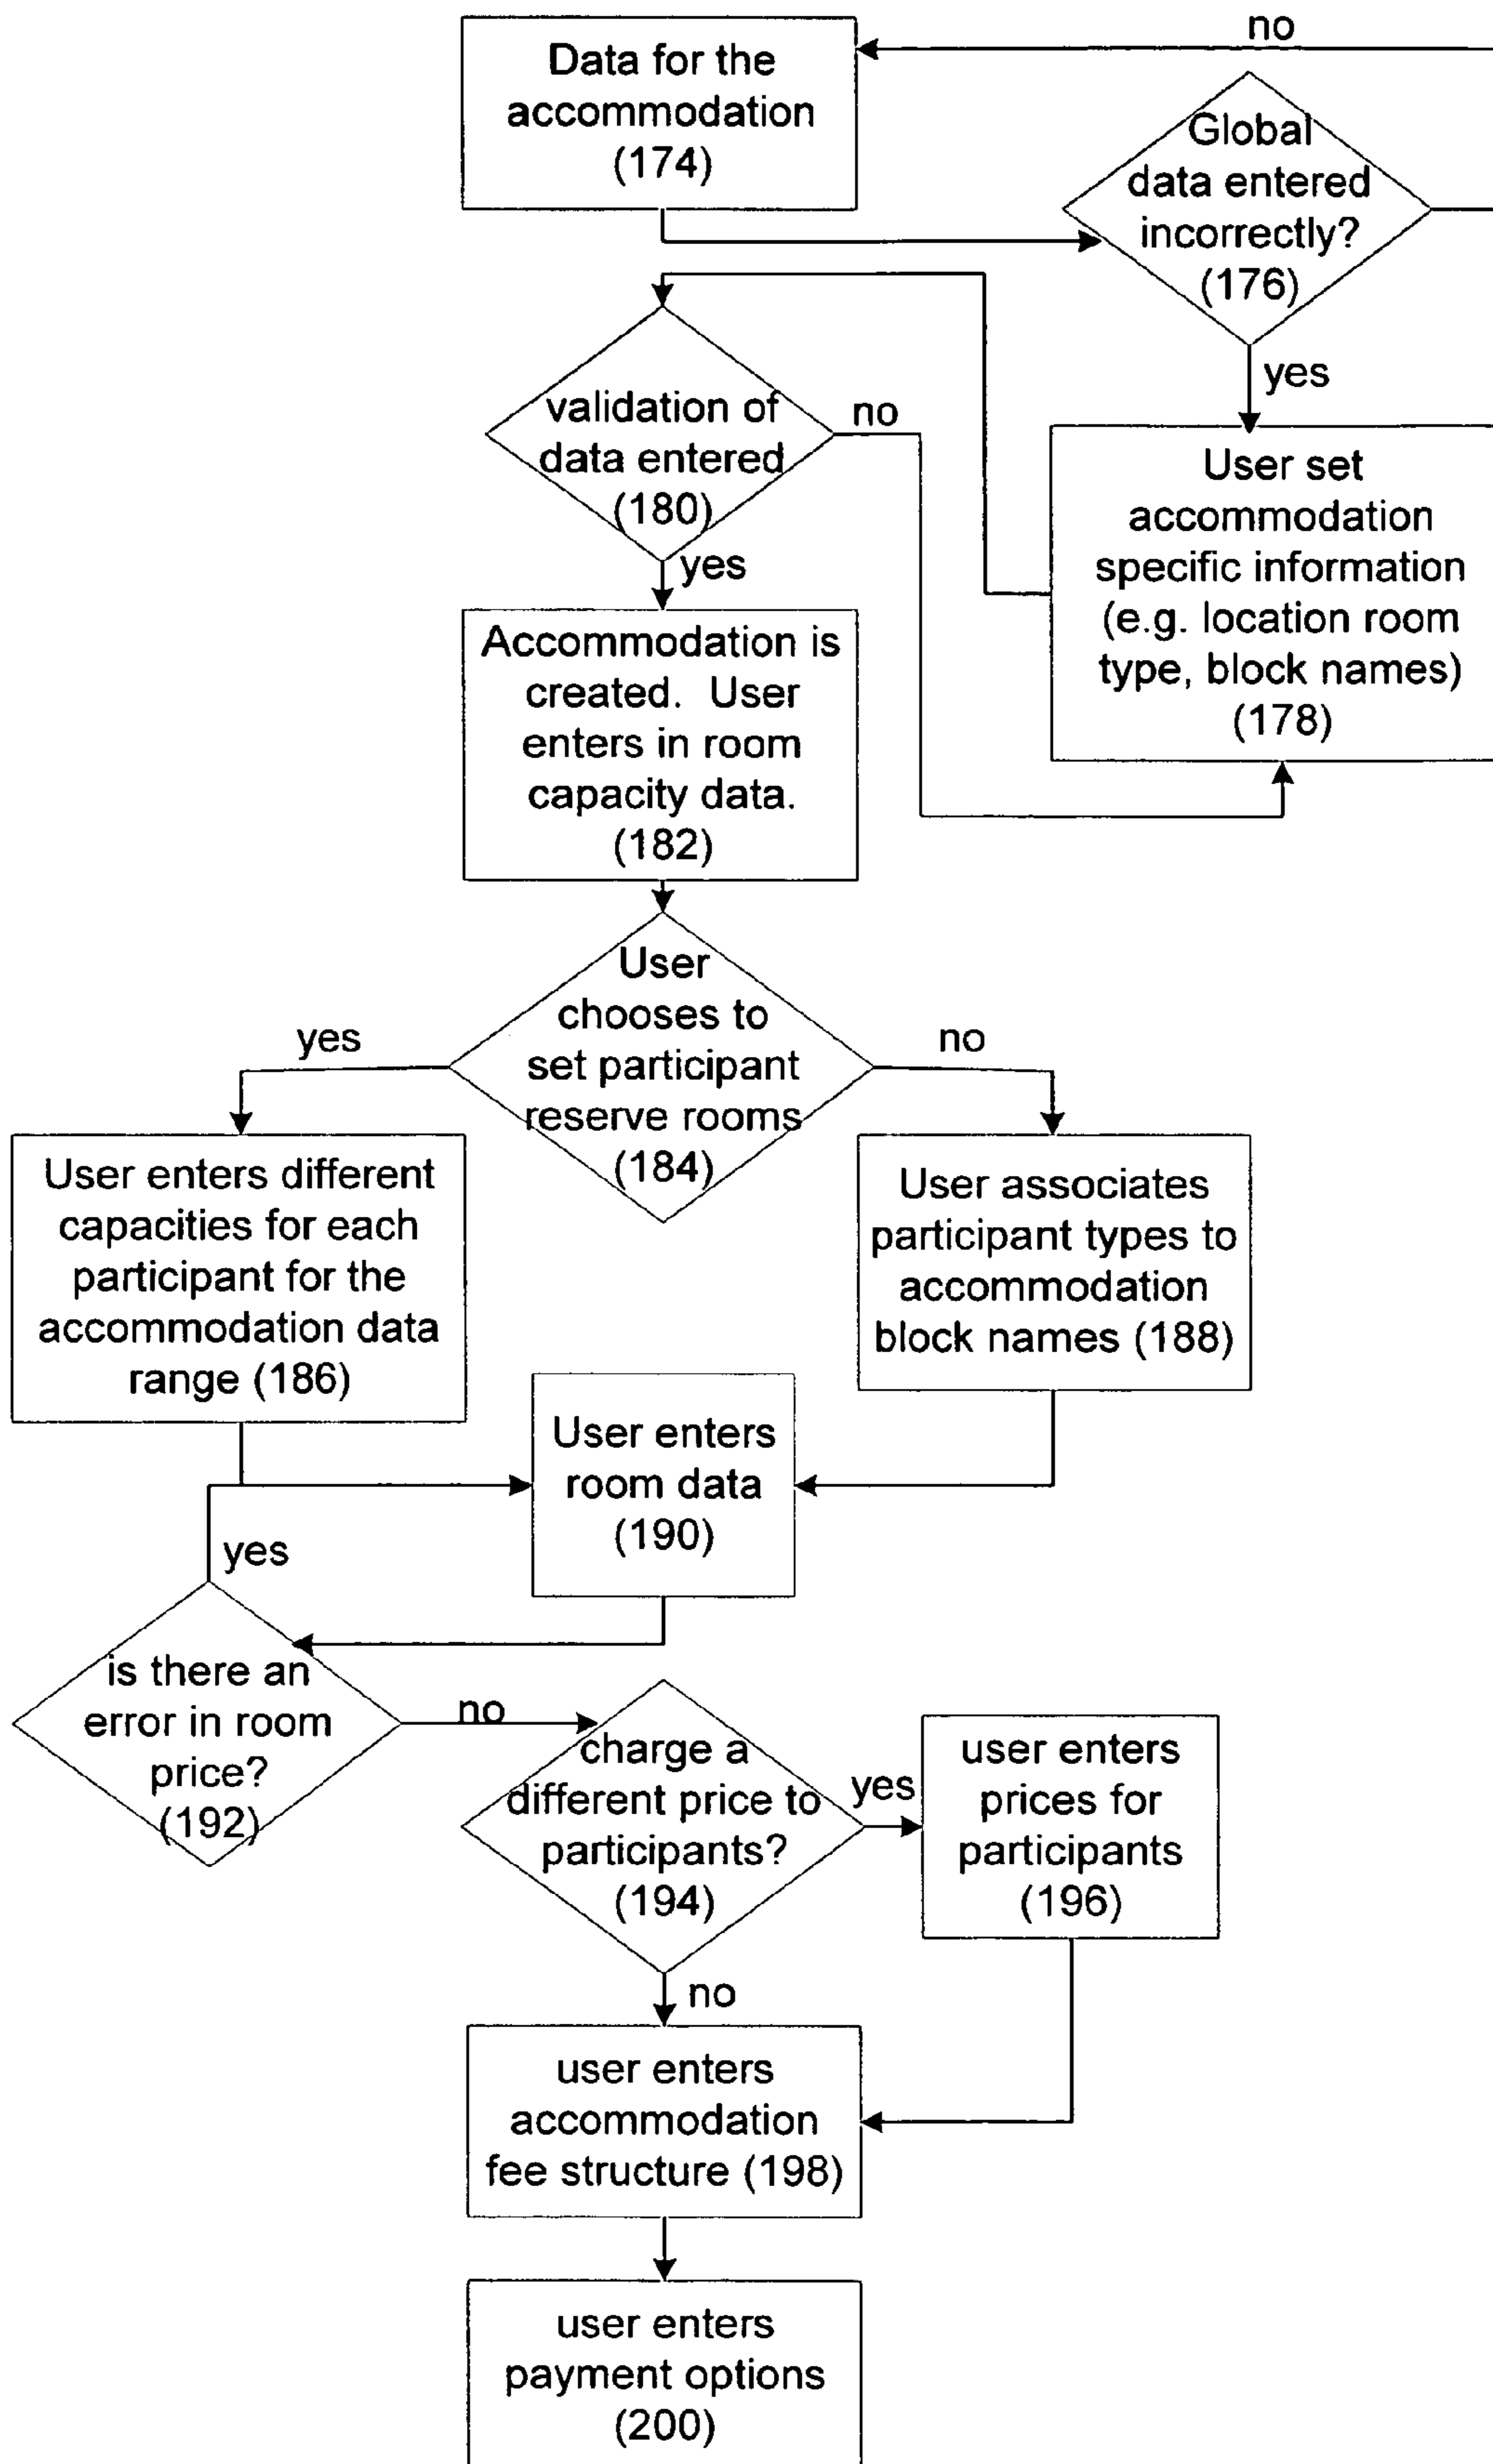 no
Data for the
accommodation
(174)
Global
data entered
incorrectly?
(176)
yes
validation of
data entered
(180)
no
yes
User set
accommodation
specific information
(e.g. location room
type, block names)
(178)
Accommodation is
created.  User
enters in room
capacity data.
(182)
User
chooses to
set participant
reserve rooms
(184)
yes
no
User enters different
capacities for each
participant for the
accommodation data
range (186)
User associates
participant types to
accommodation
block names (188)
User enters
room data
(190)
yes
is there an
error in room
price?
(192)
no
charge a
different price to
participants?
(194)
yes
user enters
prices for
participants
(196)
no
user enters
accommodation
fee structure (198)
user enters
payment options
(200)